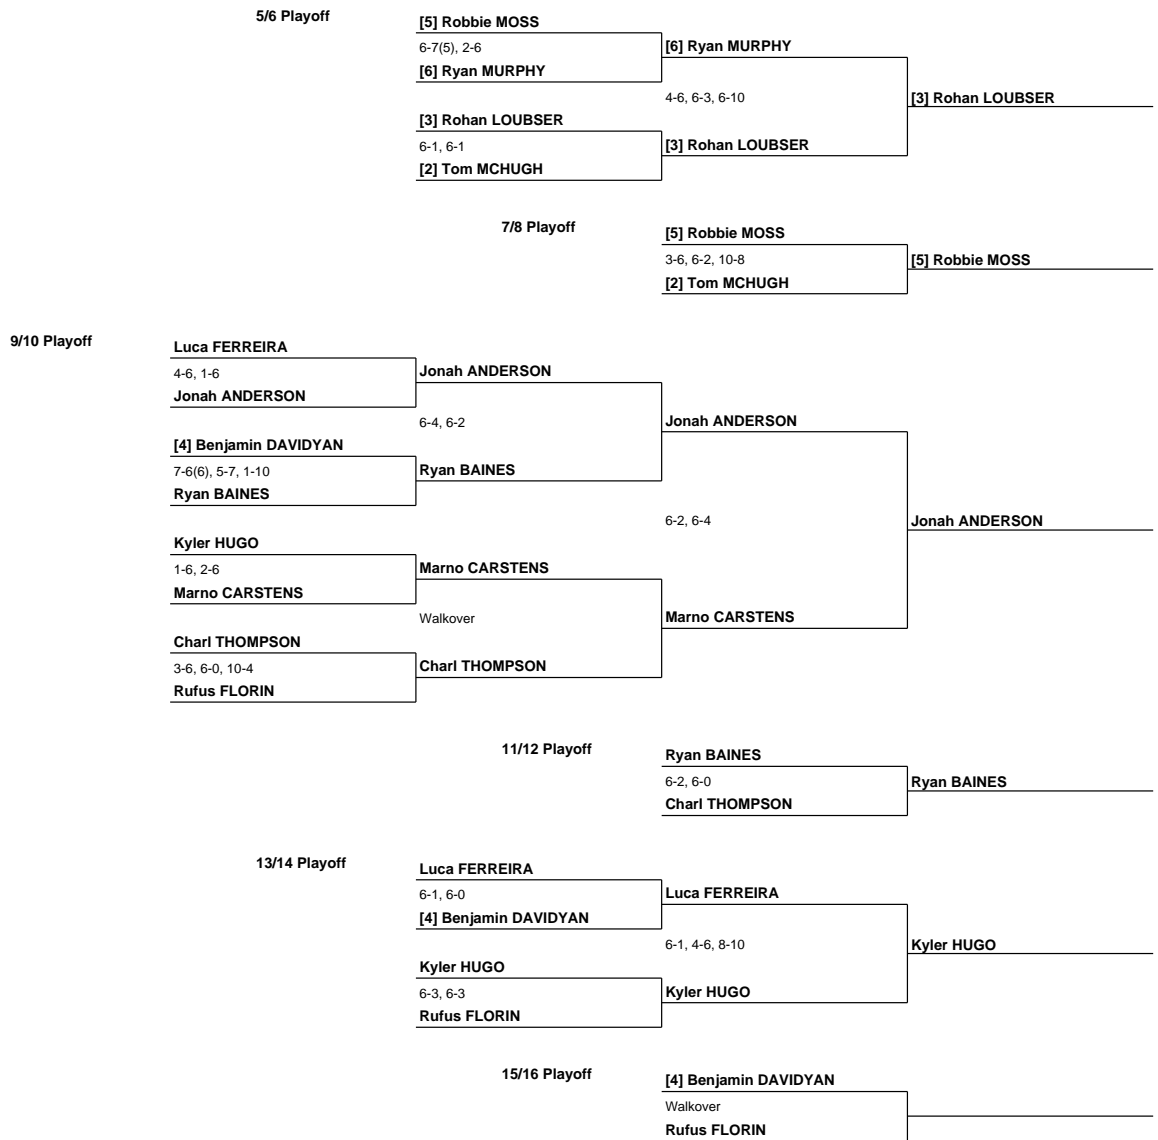 5/6 Playoff
[5] Robbie MOSS
6-7(5), 2-6
[6] Ryan MURPHY
[6] Ryan MURPHY
4-6, 6-3, 6-10
[3] Rohan LOUBSER
[3] Rohan LOUBSER
6-1, 6-1
[3] Rohan LOUBSER
[2] Tom MCHUGH
7/8 Playoff
[5] Robbie MOSS
3-6, 6-2, 10-8
[5] Robbie MOSS
[2] Tom MCHUGH
9/10 Playoff
Luca FERREIRA
4-6, 1-6
Jonah ANDERSON
Jonah ANDERSON
6-4, 6-2
Jonah ANDERSON
[4] Benjamin DAVIDYAN
7-6(6), 5-7, 1-10
Ryan BAINES
Ryan BAINES
6-2, 6-4
Jonah ANDERSON
Kyler HUGO
1-6, 2-6
Marno CARSTENS
Marno CARSTENS
Walkover
Marno CARSTENS
Charl THOMPSON
3-6, 6-0, 10-4
Charl THOMPSON
Rufus FLORIN
11/12 Playoff
Ryan BAINES
6-2, 6-0
Ryan BAINES
Charl THOMPSON
13/14 Playoff
Luca FERREIRA
6-1, 6-0
Luca FERREIRA
[4] Benjamin DAVIDYAN
6-1, 4-6, 8-10
Kyler HUGO
Kyler HUGO
6-3, 6-3
Kyler HUGO
Rufus FLORIN
15/16 Playoff
[4] Benjamin DAVIDYAN
Walkover
Rufus FLORIN